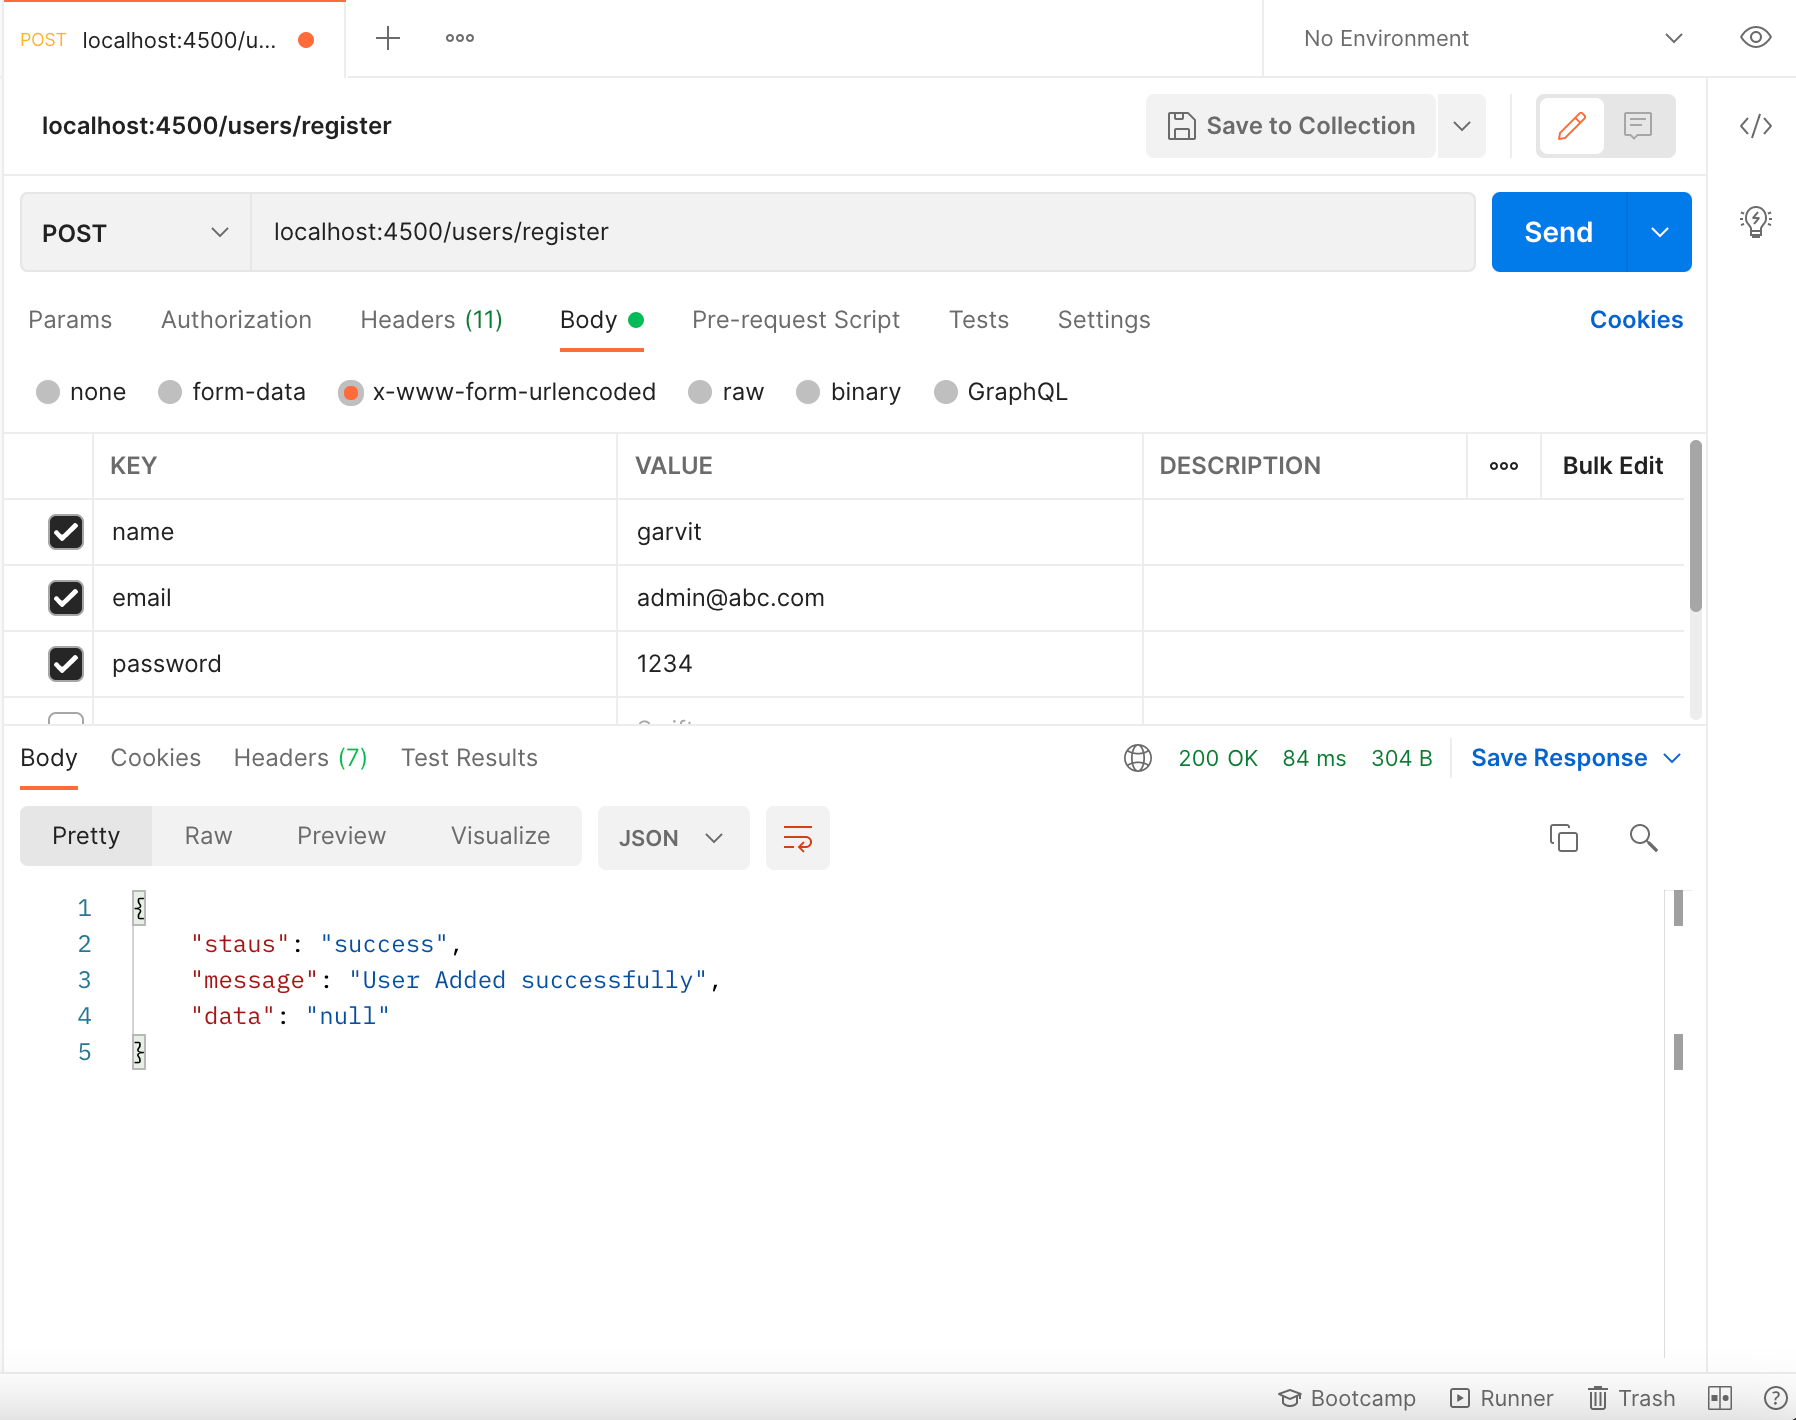 POST localhost:4500/u...
No Environment
localhost:4500/users/register
Save to Collection
POST localhost:4500/users/register Send
Params Authorization Headers (11) Body Pre-request Script Tests Settings Cookies
none form-data x-www-form-urlencoded raw binary GraphQL
KEY VALUE DESCRIPTION Bulk Edit
name garvit
email admin@abc.com
password 1234
Body Cookies Headers (7) Test Results 200 OK 84 ms 304 B Save Response
Pretty Raw Preview Visualize JSON
1 {
2 "staus": "success",
3 "message": "User Added successfully",
4 "data": "null"
5 }
Bootcamp Runner Trash